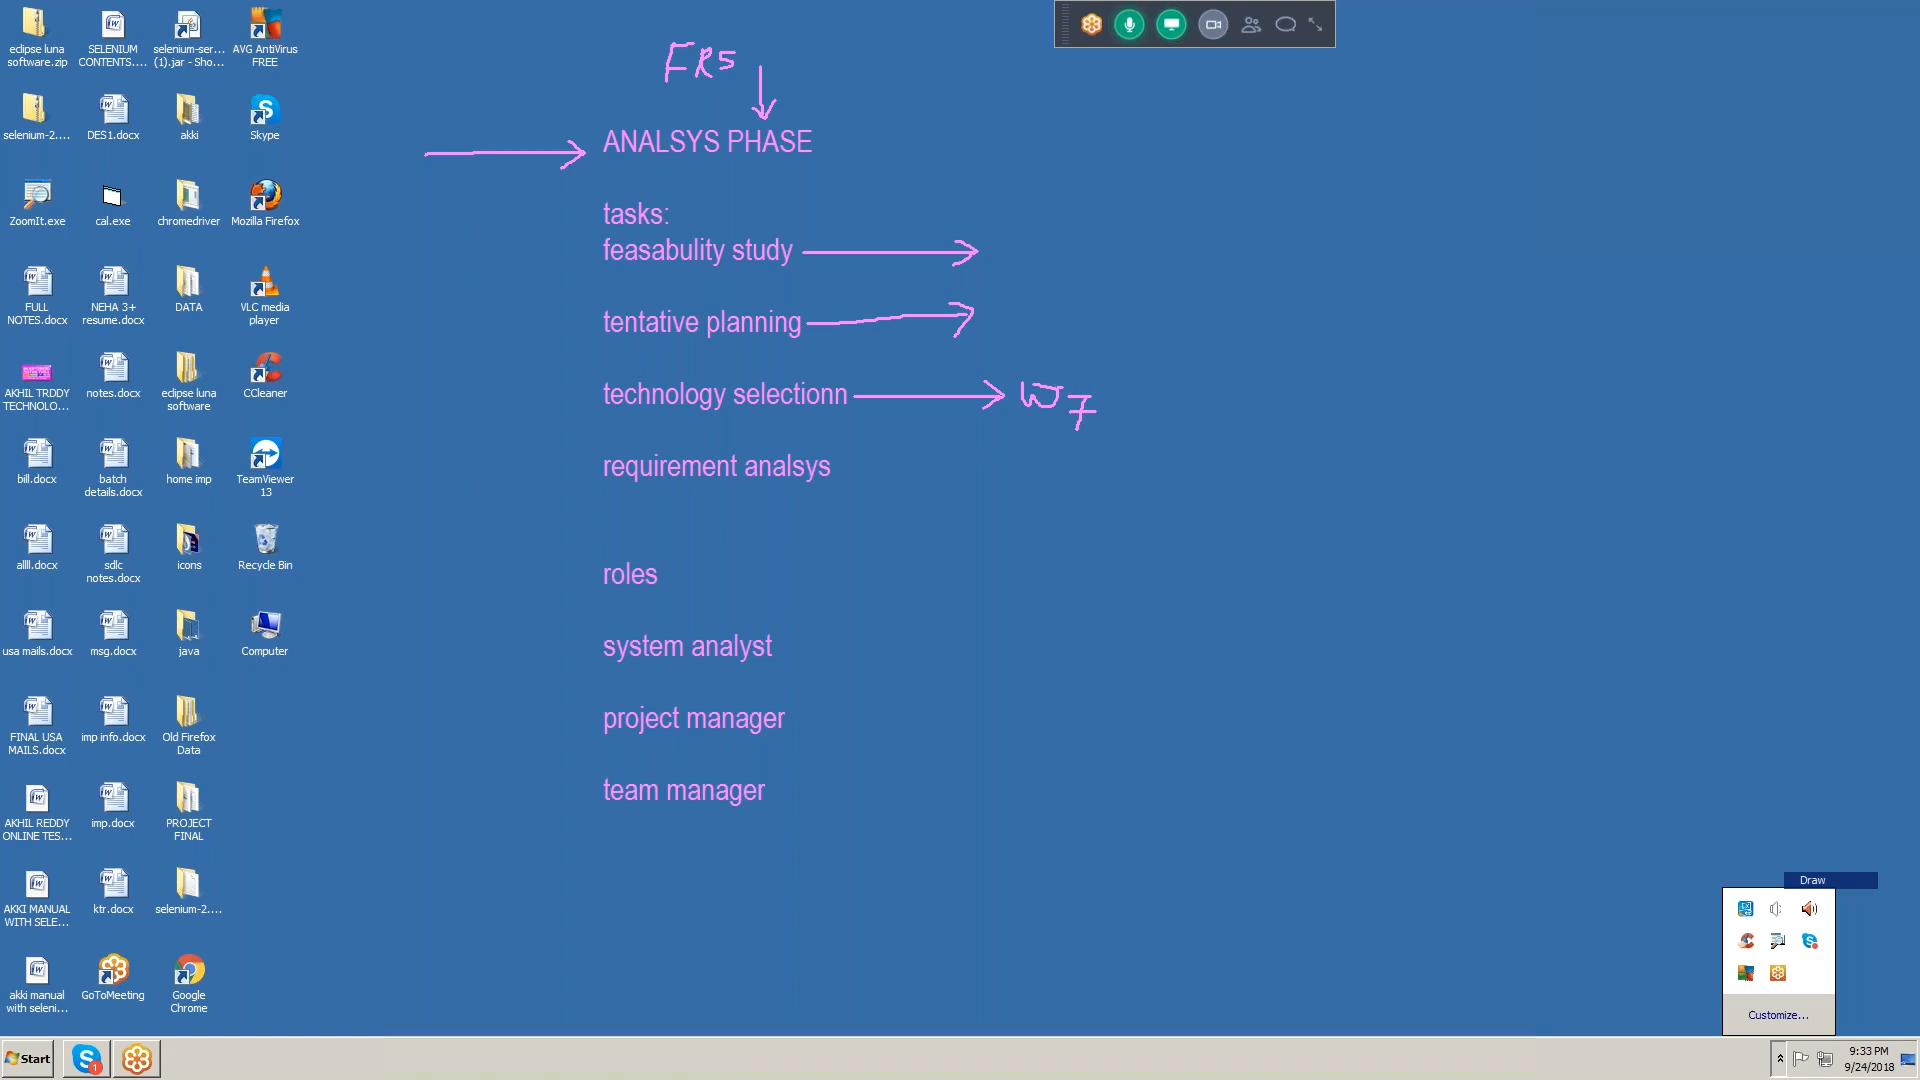 eclipse luna software.zip
SELENIUM CONTENTS....
selenium-ser... (1).jar - Sho...
AVG AntiVirus FREE
selenium-2....
DES1.docx
akki
Skype
ZoomIt.exe
cal.exe
chromedriver
Mozilla Firefox
FULL NOTES.docx
NEHA 3+ resume.docx
DATA
VLC media player
AKHIL TRDDY TECHNOLO...
notes.docx
eclipse luna software
CCleaner
bill.docx
batch details.docx
home imp
TeamViewer 13
allll.docx
sdlc notes.docx
icons
Recycle Bin
usa mails.docx
msg.docx
java
Computer
FINAL USA MAILS.docx
imp info.docx
Old Firefox Data
AKHIL REDDY ONLINE TES...
imp.docx
PROJECT FINAL
AKKI MANUAL WITH SELE...
ktr.docx
selenium-2....
akki manual with seleni...
GoToMeeting
Google Chrome
FRS
ANALSYS PHASE
tasks:
feasabulity study
tentative planning
technology selectionn W7
requirement analsys
roles
system analyst
project manager
team manager
Draw
Customize...
Start
1
9:33 PM
9/24/2018